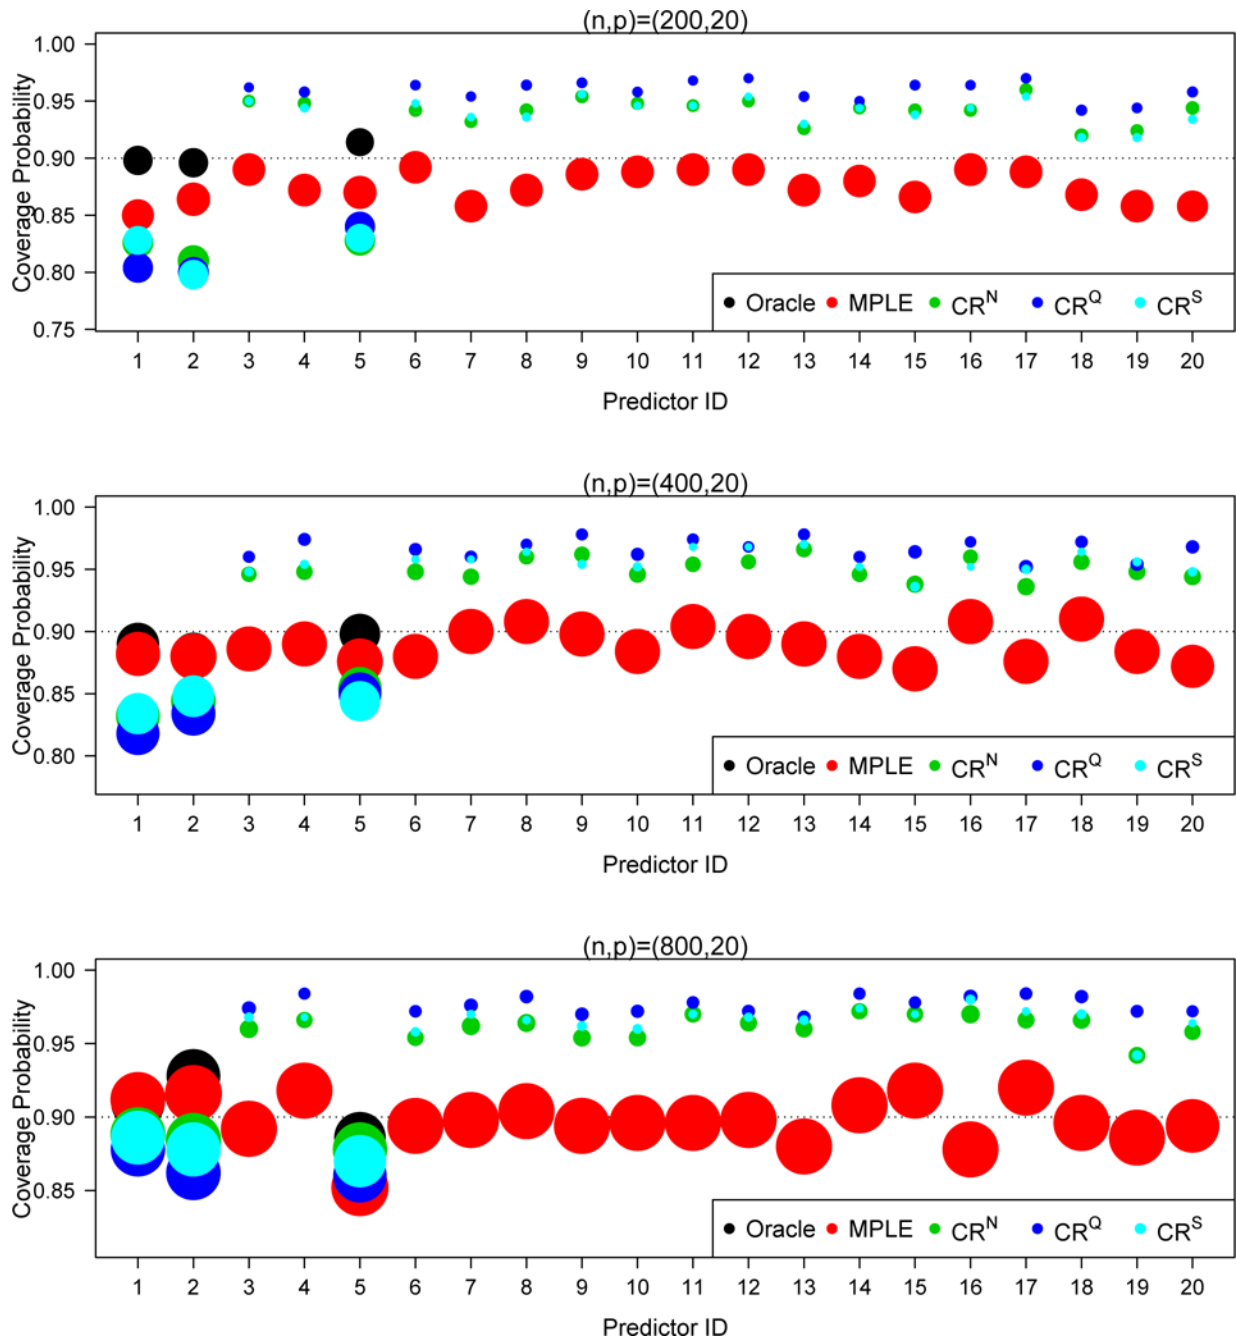 (n,p)=(200,20)
Coverage Probability
1.00
0.95
0.90
0.85
0.80
0.75
Oracle MPLE CR^N CR^Q CR^S
1 2 3 4 5 6 7 8 9 10 11 12 13 14 15 16 17 18 19 20
Predictor ID
(n,p)=(400,20)
Coverage Probability
1.00
0.95
0.90
0.85
0.80
Oracle MPLE CR^N CR^Q CR^S
1 2 3 4 5 6 7 8 9 10 11 12 13 14 15 16 17 18 19 20
Predictor ID
(n,p)=(800,20)
Coverage Probability
1.00
0.95
0.90
0.85
Oracle MPLE CR^N CR^Q CR^S
1 2 3 4 5 6 7 8 9 10 11 12 13 14 15 16 17 18 19 20
Predictor ID